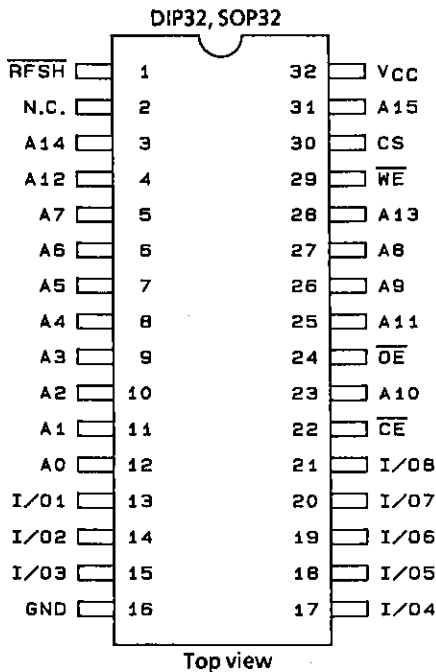 DIP32, SOP32
RFSH 1 32 VCC
N.C. 2 31 A15
A14 3 30 CS
A12 4 29 WE
A7 5 28 A13
A6 6 27 A8
A5 7 26 A9
A4 8 25 A11
A3 9 24 OE
A2 10 23 A10
A1 11 22 CE
A0 12 21 I/O8
I/O1 13 20 I/O7
I/O2 14 19 I/O6
I/O3 15 18 I/O5
GND 16 17 I/O4
Top view